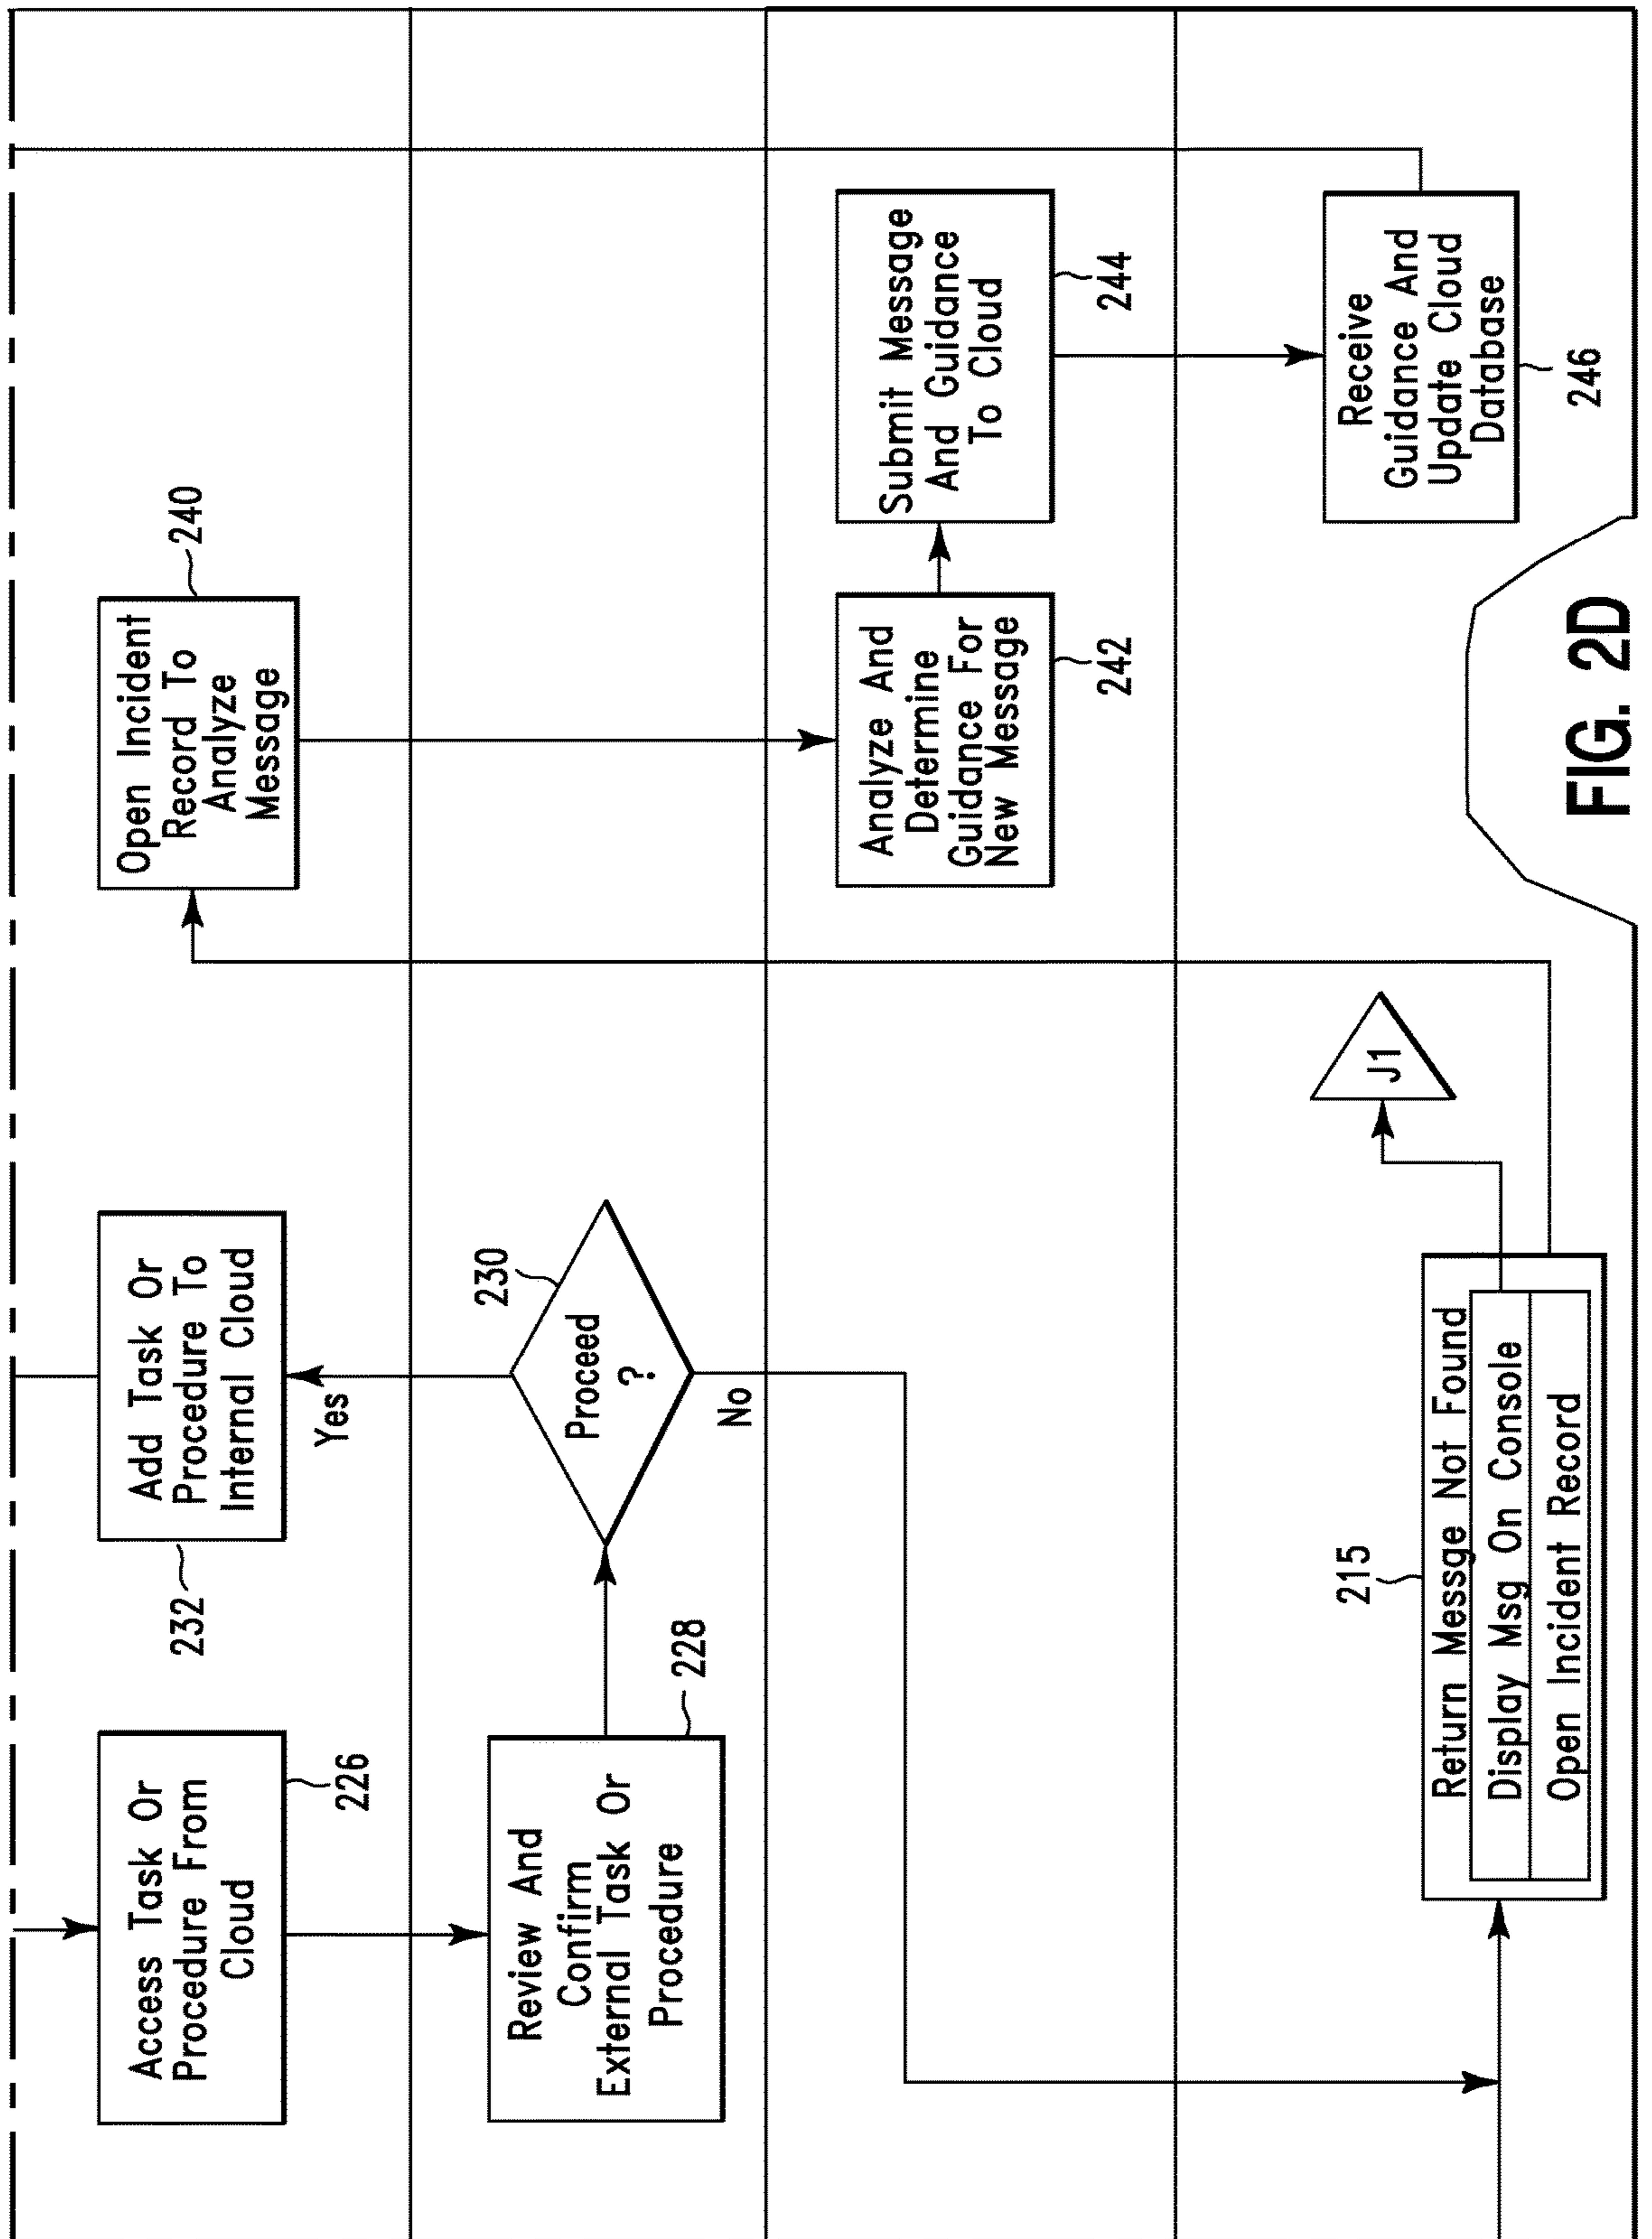 Access Task Or
Procedure From
Cloud
226
232
Add Task Or
Procedure To
Internal Cloud
Yes
Open Incident
Record To
Analyze
Message
240
Review And
Confirm
External Task Or
Procedure
228
230
Proceed
?
No
Analyze And
Determine
Guidance For
New Message
242
Submit Message
And Guidance
To Cloud
244
215
Return Message Not Found
Display Msg On Console
Open Incident Record
J1
Receive
Guidance And
Update Cloud
Database
246
FIG. 2D